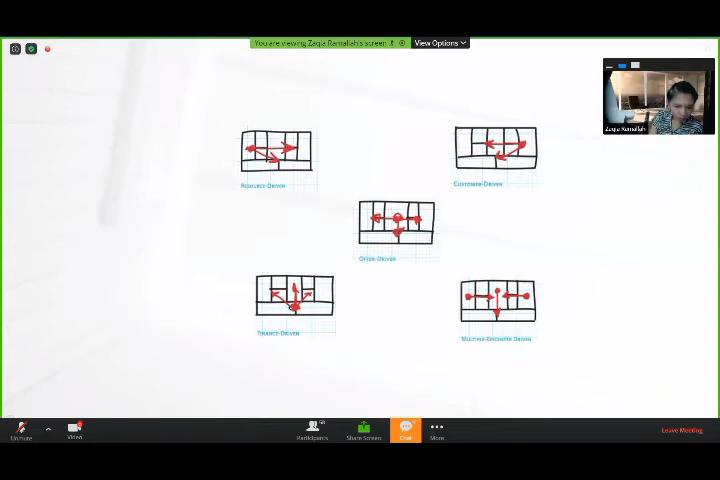 You are viewing Zaqia Ramallah's screen
View Options
Zaqia Ramallah
RESOURCE-DRIVEN
CUSTOMER-DRIVEN
OFFER-DRIVEN
FINANCE-DRIVEN
MULTIPLE-EPICENTER DRIVEN
Unmute
Video
Participants
68
Share Screen
Chat
More
Leave Meeting